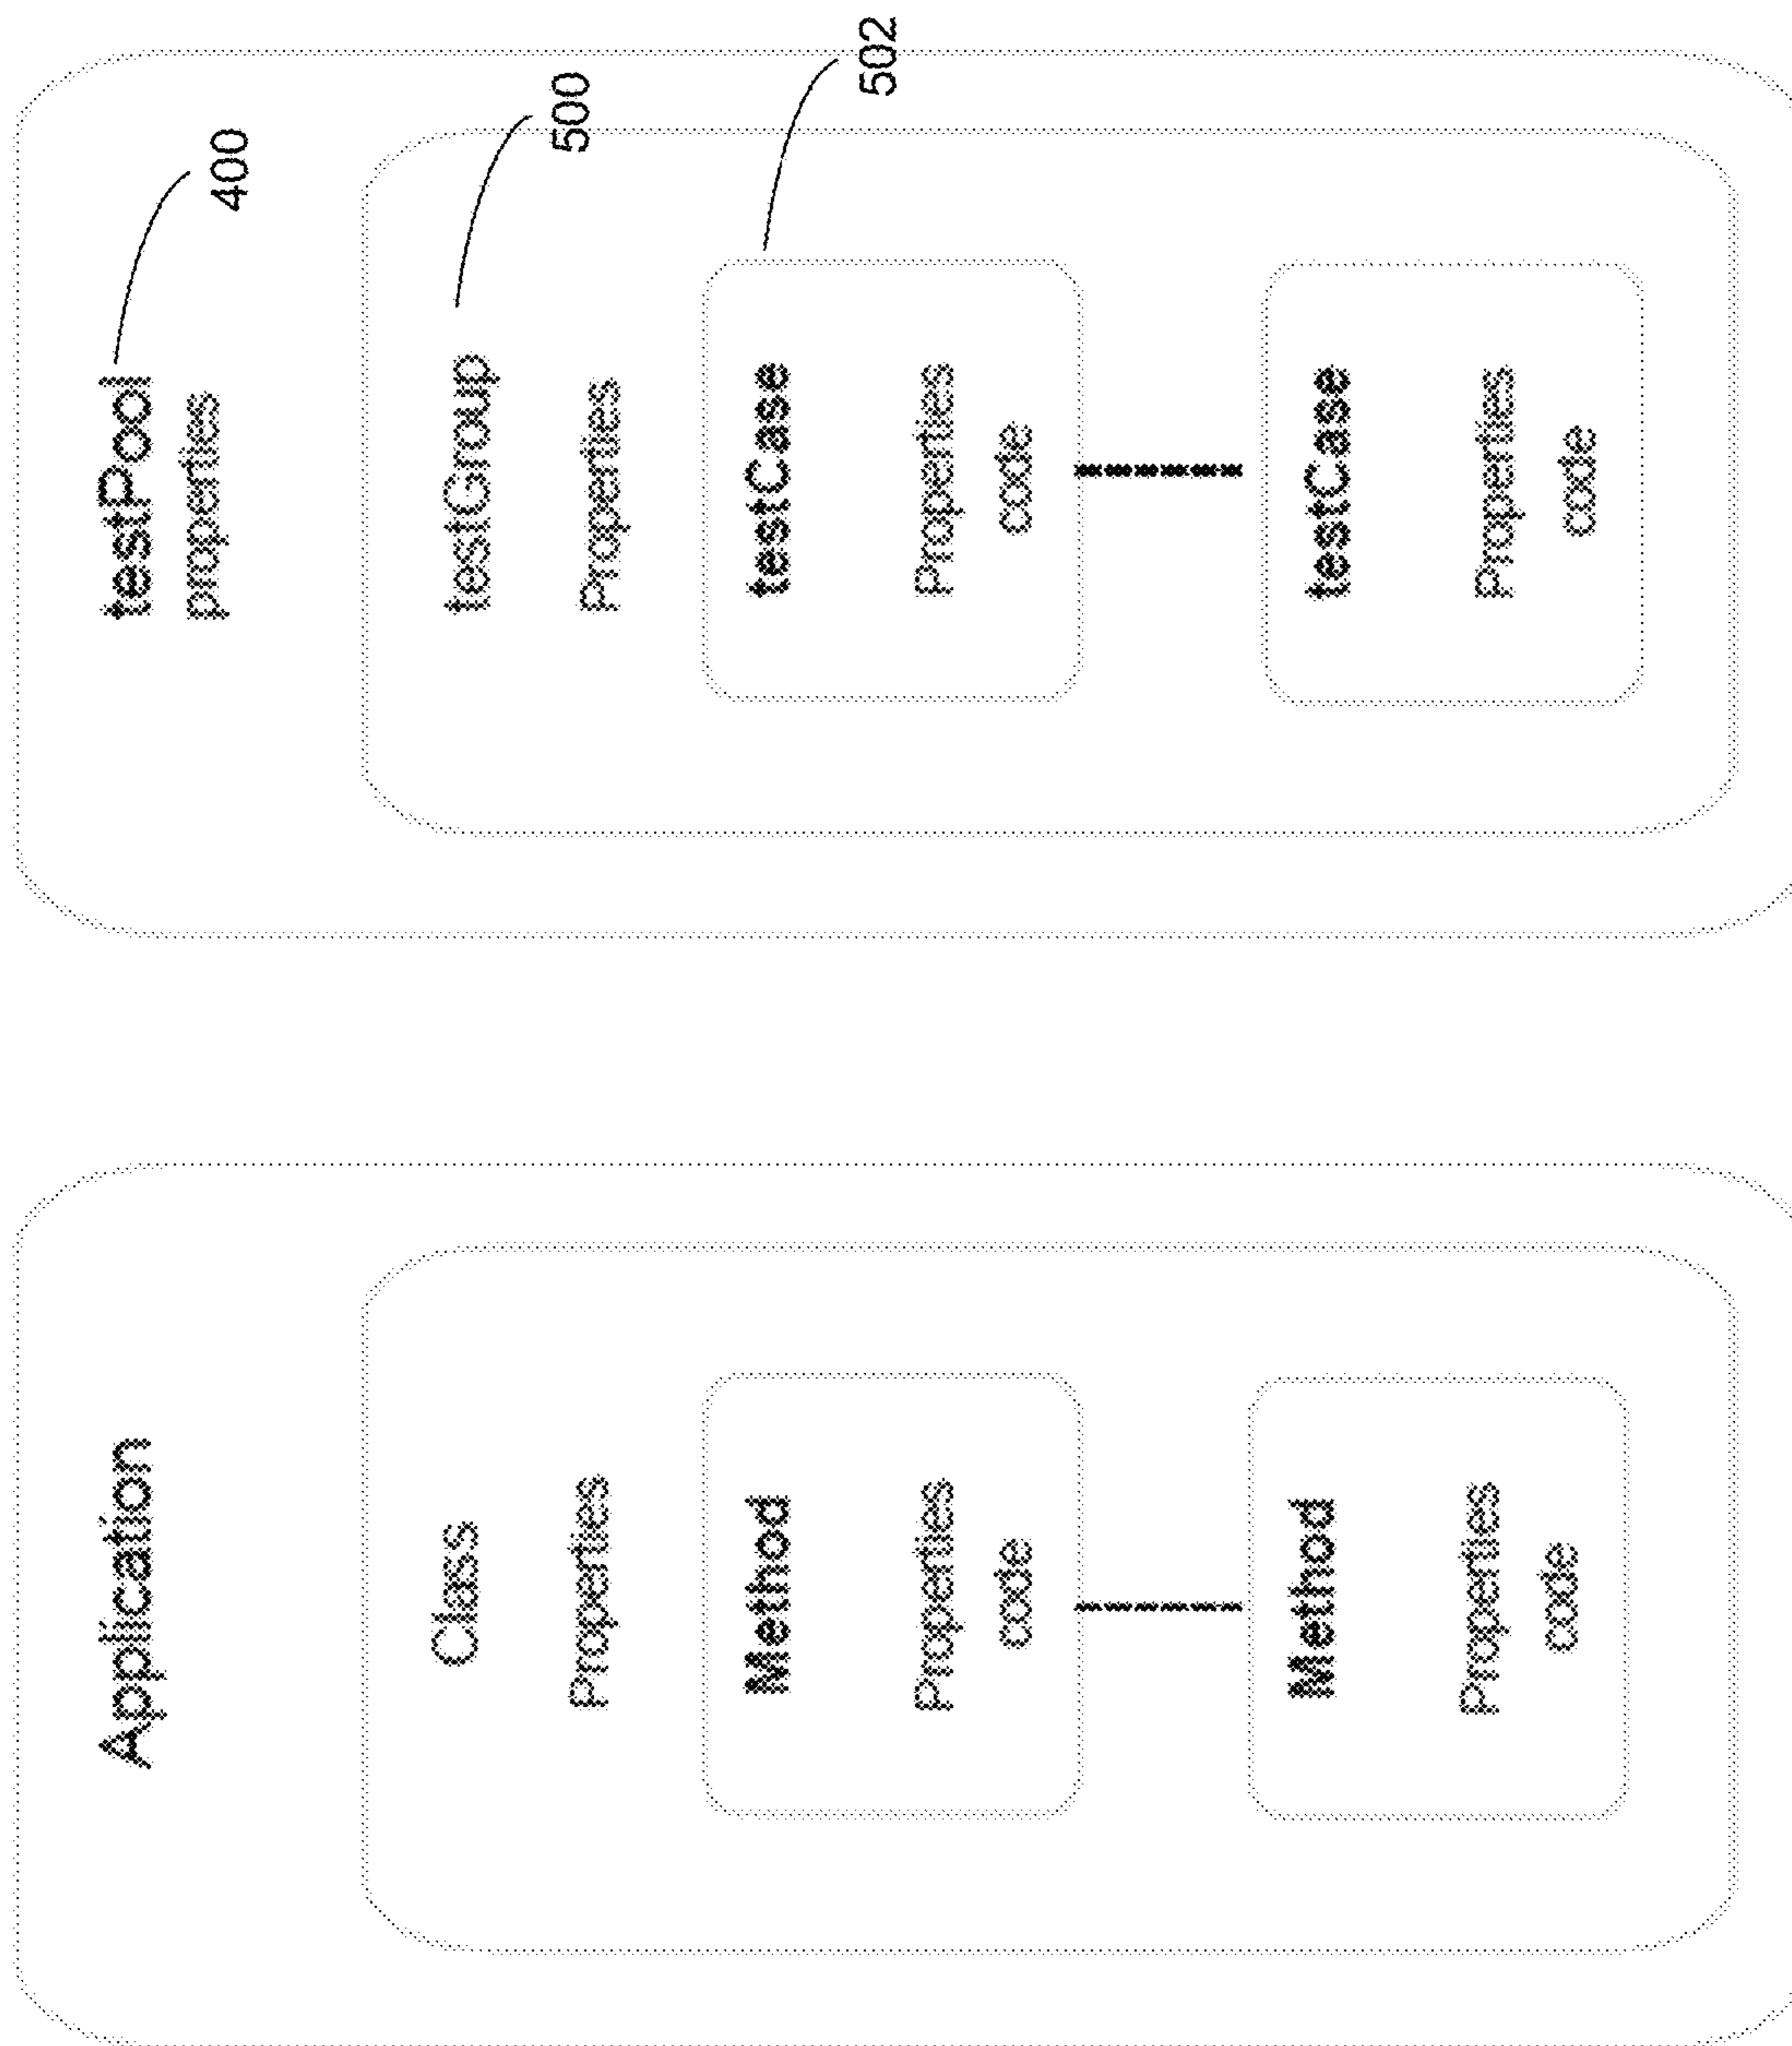 Application
Class
Properties
Method
Properties
code
Method
Properties
code
testPool
properties
400
testGroup
Properties
500
testCase
Properties
code
502
testCase
Properties
code